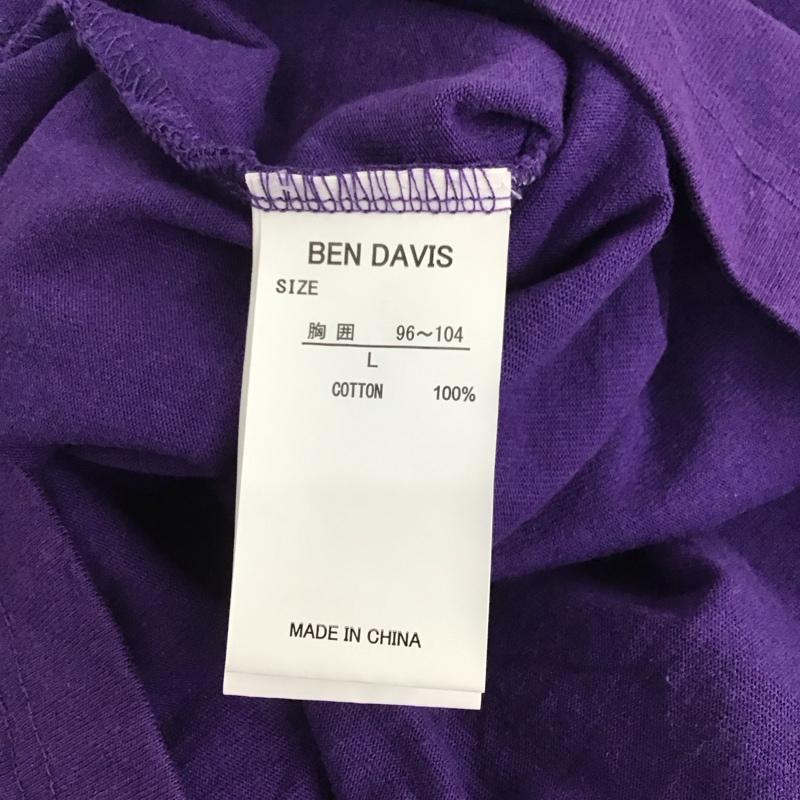 BEN DAVIS
SIZE
胸囲 96〜104
L
COTTON 100%
MADE IN CHINA